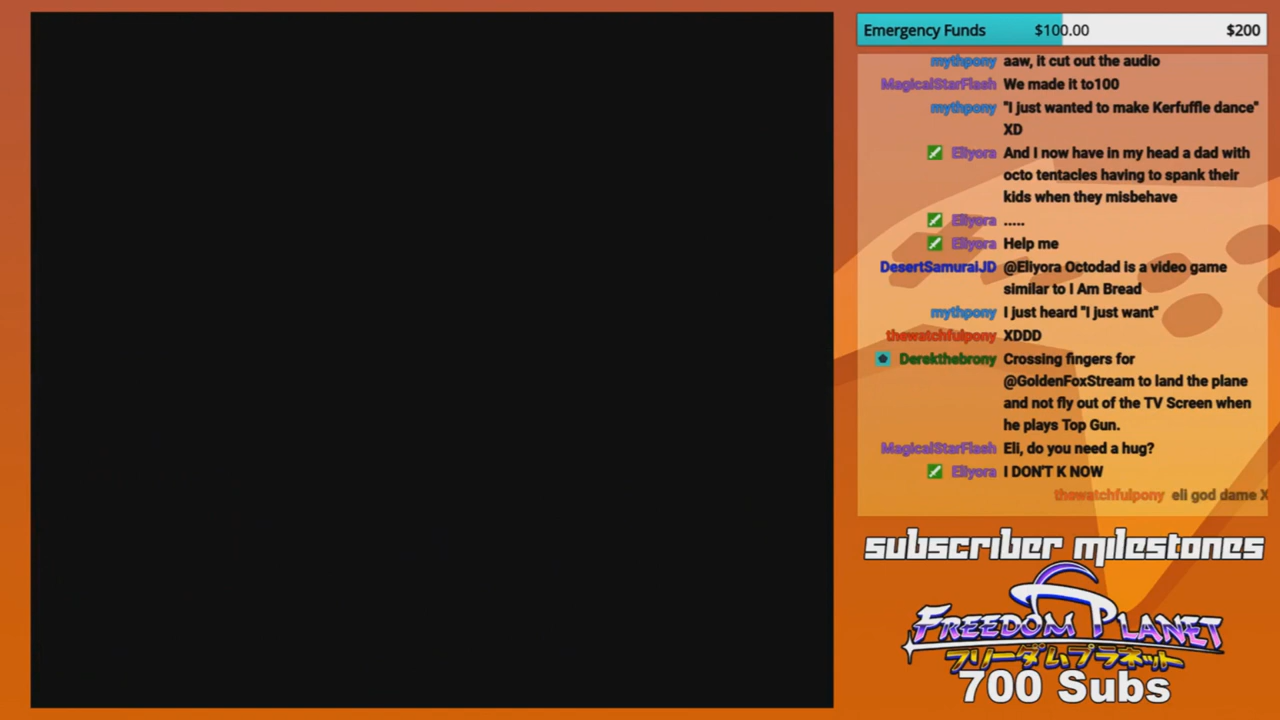 Emergency Funds $100.00 $200
mythpony aaw, it cut out the audio
MagicalStarFlash We made it to100
mythpony "I just wanted to make Kerfuffle dance"
XD
Eliyora And I now have in my head a dad with
octo tentacles having to spank their
kids when they misbehave
Eliyora .....
Eliyora Help me
DesertSamuraiJD @Eliyora Octodad is a video game
similar to I Am Bread
mythpony I just heard "I just want"
thewatchfulpony XDDD
Derekthebrony Crossing fingers for
@GoldenFoxStream to land the plane
and not fly out of the TV Screen when
he plays Top Gun.
MagicalStarFlash Eli, do you need a hug?
Eliyora I DON'T K NOW
thewatchfulpony eli god dame X
subscriber milestones
FREEDOM PLANET
フリーダムプラネット
700 Subs